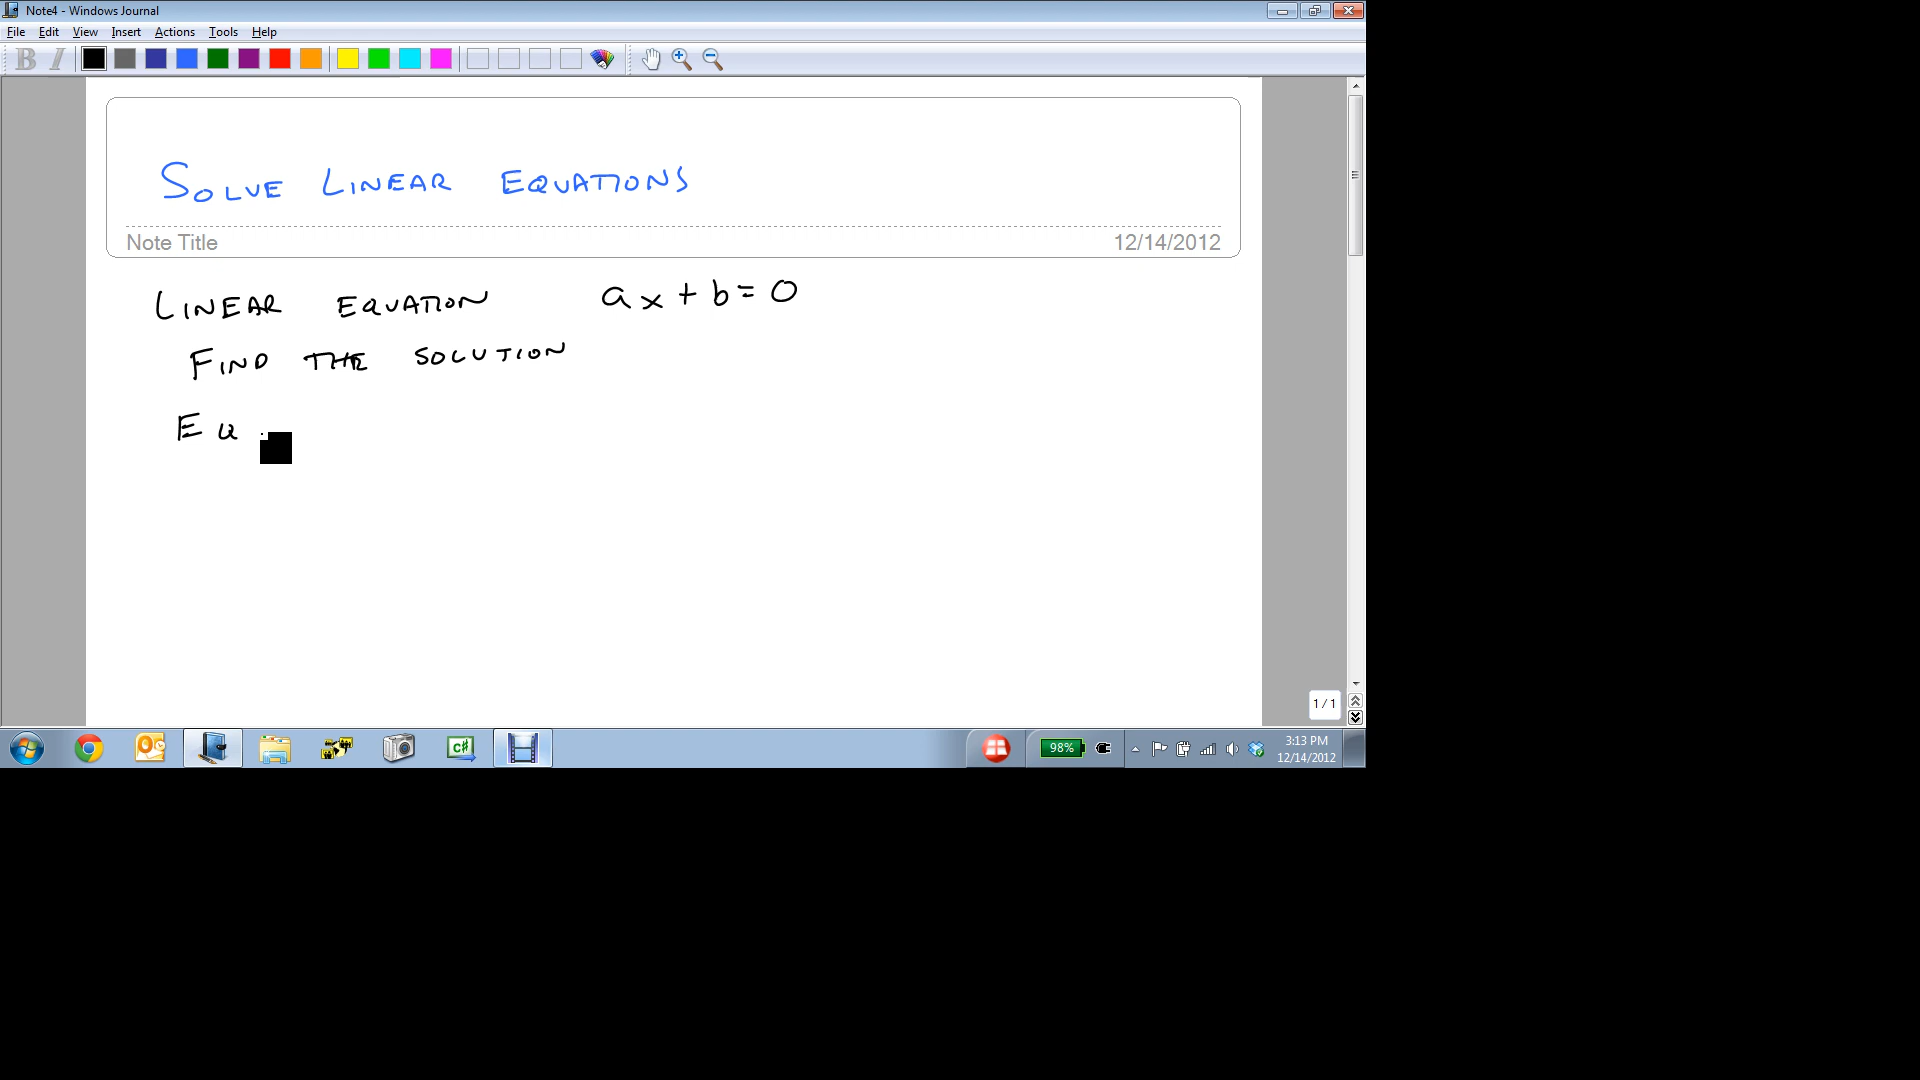 Note4 - Windows Journal
File Edit View Insert Actions Tools Help
B I
SOLVE LINEAR EQUATIONS
Note Title 12/14/2012
LINEAR EQUATION ax + b = 0
FIND THE SOLUTION
1 / 1
98%
3:13 PM
12/14/2012